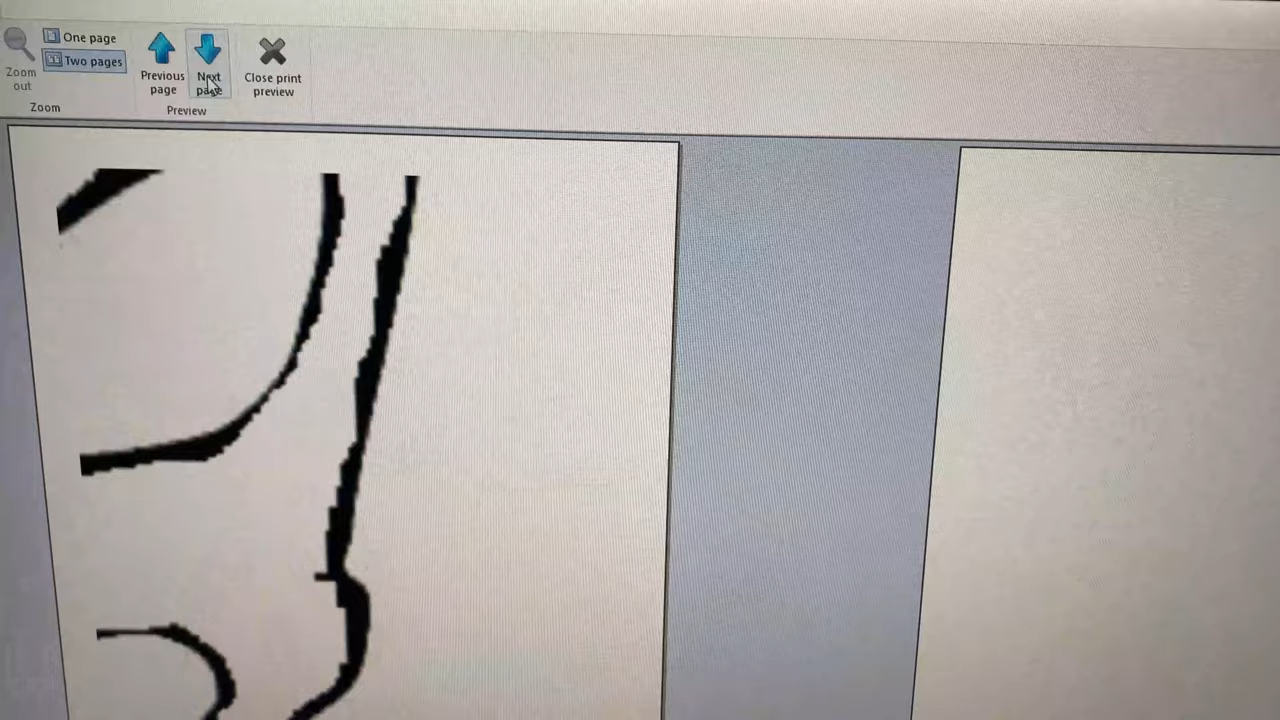 One page
Two pages
Zoom
out
Zoom
Previous
page
Next
page
Preview
Close print
preview